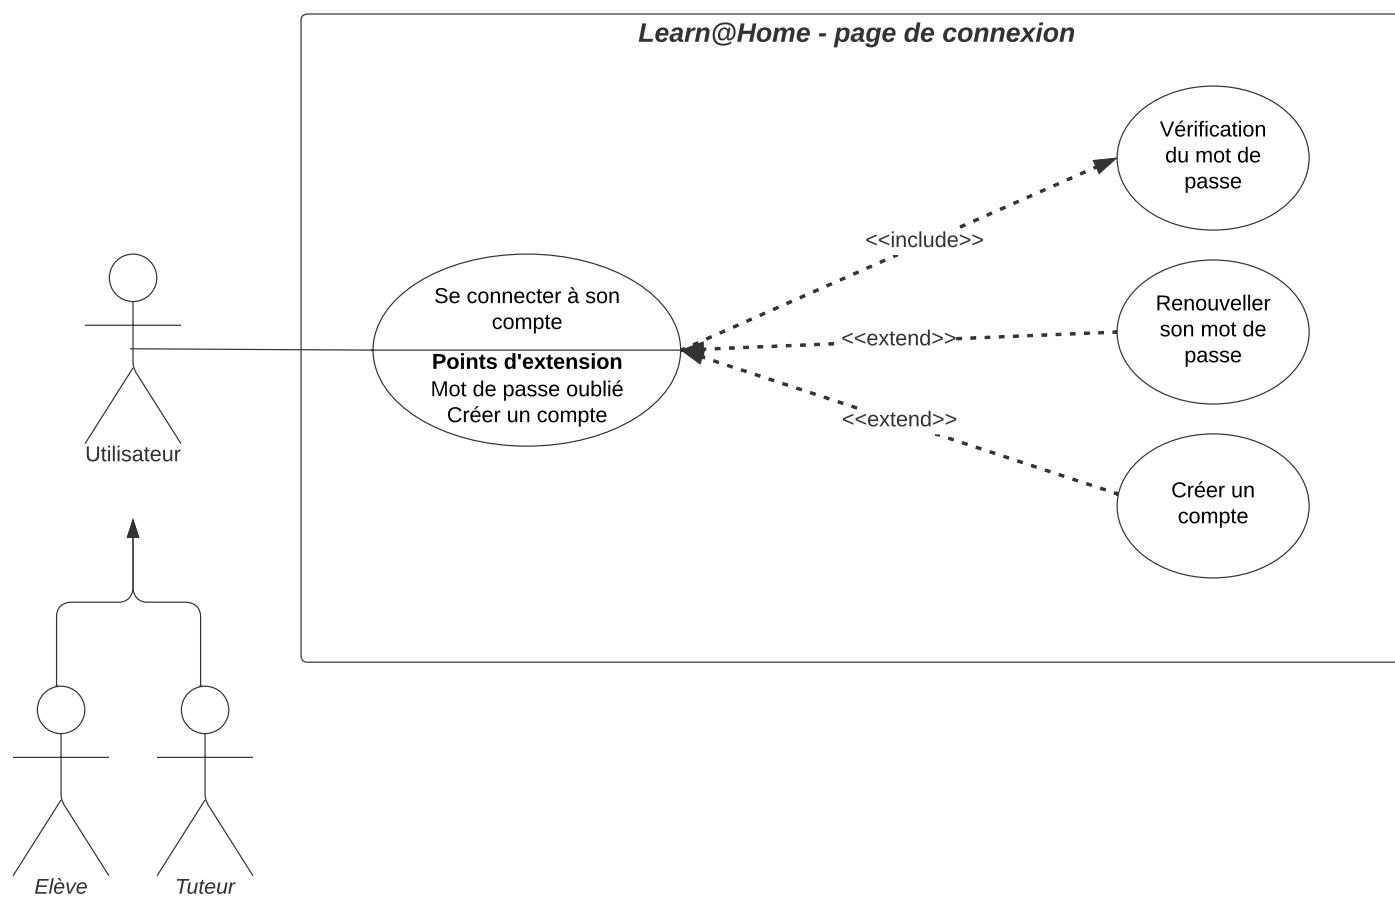 Learn@Home - page de connexion
Vérification
du mot de
passe
<<include>>
Se connecter à son
compte
Points d'extension
Mot de passe oublié
Créer un compte
<<extend>>
Renouveller
son mot de
passe
<<extend>>
Créer un
compte
Utilisateur
Elève
Tuteur